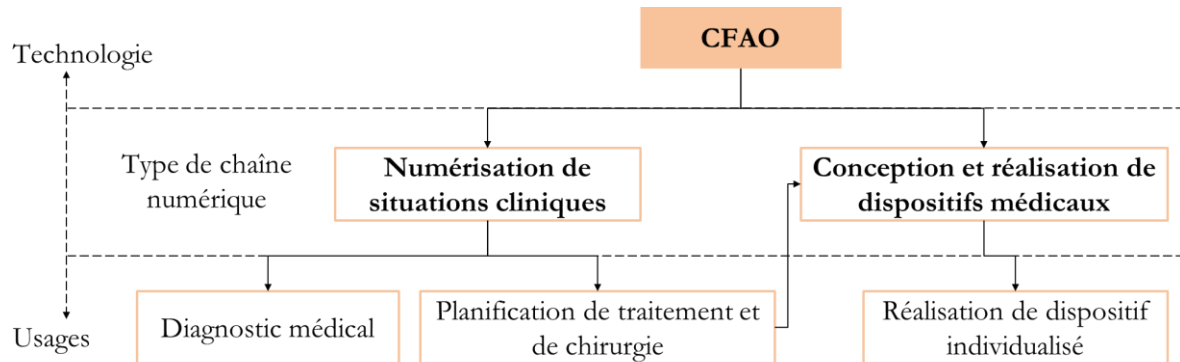 CFAO
Technologie
Type de chaîne
numérique
Numérisation de
situations cliniques
Conception et réalisation de
dispositifs médicaux
Usages
Diagnostic médical
Planification de traitement et
de chirurgie
Réalisation de dispositif
individualisé